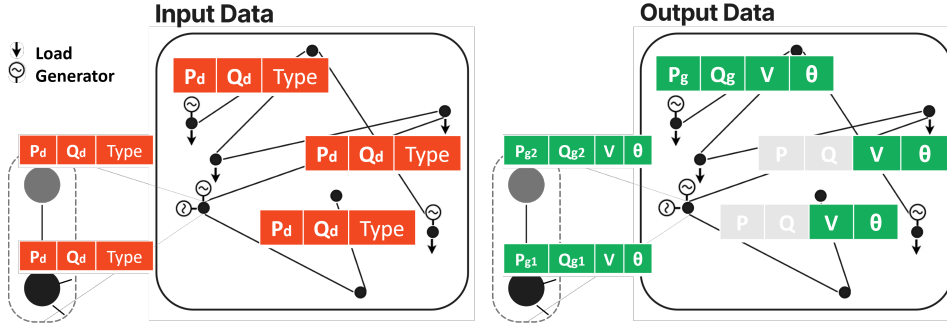 Input Data
Output Data
Load
Generator
Pd Qd Type
Pd Qd Type
Pd Qd Type
Pd Qd Type
Pd Qd Type
Pg Qg V θ
Pg2 Qg2 V θ
P Q V θ
P Q V θ
Pg1 Qg1 V θ